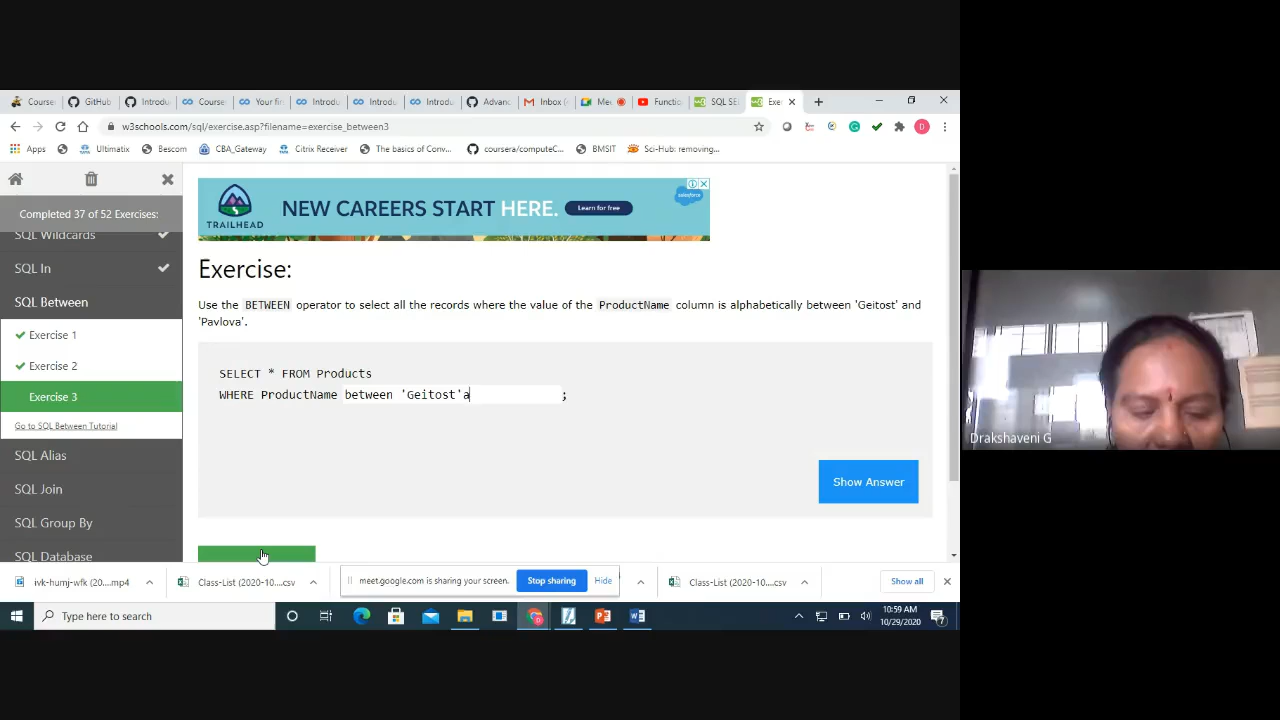 Course
GitHub
Introdu
Course
Your fi
Introdu
Introdu
Introdu
Advanc
Inbox (
Mee
Functio
SQL SE
Exe
w3schools.com/sql/exercise.asp?filename=exercise_between3
Apps
Ultimatix
Bescom
CBA_Gateway
Citrix Receiver
The basics of Conv...
coursera/computeC...
BMSIT
Sci-Hub: removing...
Completed 37 of 52 Exercises:
SQL Wildcards
SQL In
SQL Between
Exercise 1
Exercise 2
Exercise 3
Go to SQL Between Tutorial
SQL Alias
SQL Join
SQL Group By
SQL Database
TRAILHEAD
NEW CAREERS START HERE.
Learn for free
salesforce
Exercise:
Use the BETWEEN operator to select all the records where the value of the ProductName column is alphabetically between 'Geitost' and
'Pavlova'.
SELECT * FROM Products
WHERE ProductName between 'Geitost'a ;
Show Answer
Drakshaveni G
ivk-humj-wfk (20....mp4
Class-List (2020-10....csv
meet.google.com is sharing your screen.
Stop sharing
Hide
Class-List (2020-10....csv
Show all
Type here to search
10:59 AM
10/29/2020